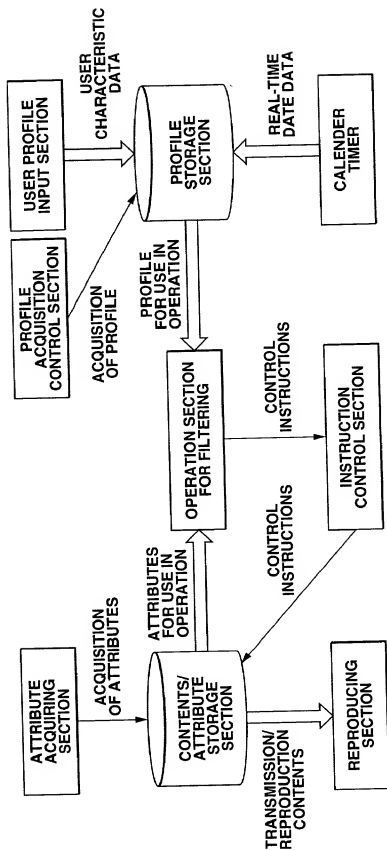 ATTRIBUTE
ACQUIRING
SECTION
ACQUISITION
OF ATTRIBUTES
CONTENTS/
ATTRIBUTE
STORAGE
SECTION
TRANSMISSION/
REPRODUCTION
CONTENTS
REPRODUCING
SECTION
ATTRIBUTES
FOR USE IN
OPERATION
CONTROL
INSTRUCTIONS
OPERATION SECTION
FOR FILTERING
CONTROL
INSTRUCTIONS
INSTRUCTION
CONTROL SECTION
PROFILE
ACQUISITION
CONTROL SECTION
ACQUISITION
OF PROFILE
PROFILE
FOR USE IN
OPERATION
USER PROFILE
INPUT SECTION
USER
CHARACTERISTIC
DATA
PROFILE
STORAGE
SECTION
REAL-TIME
DATE DATA
CALENDER
TIMER